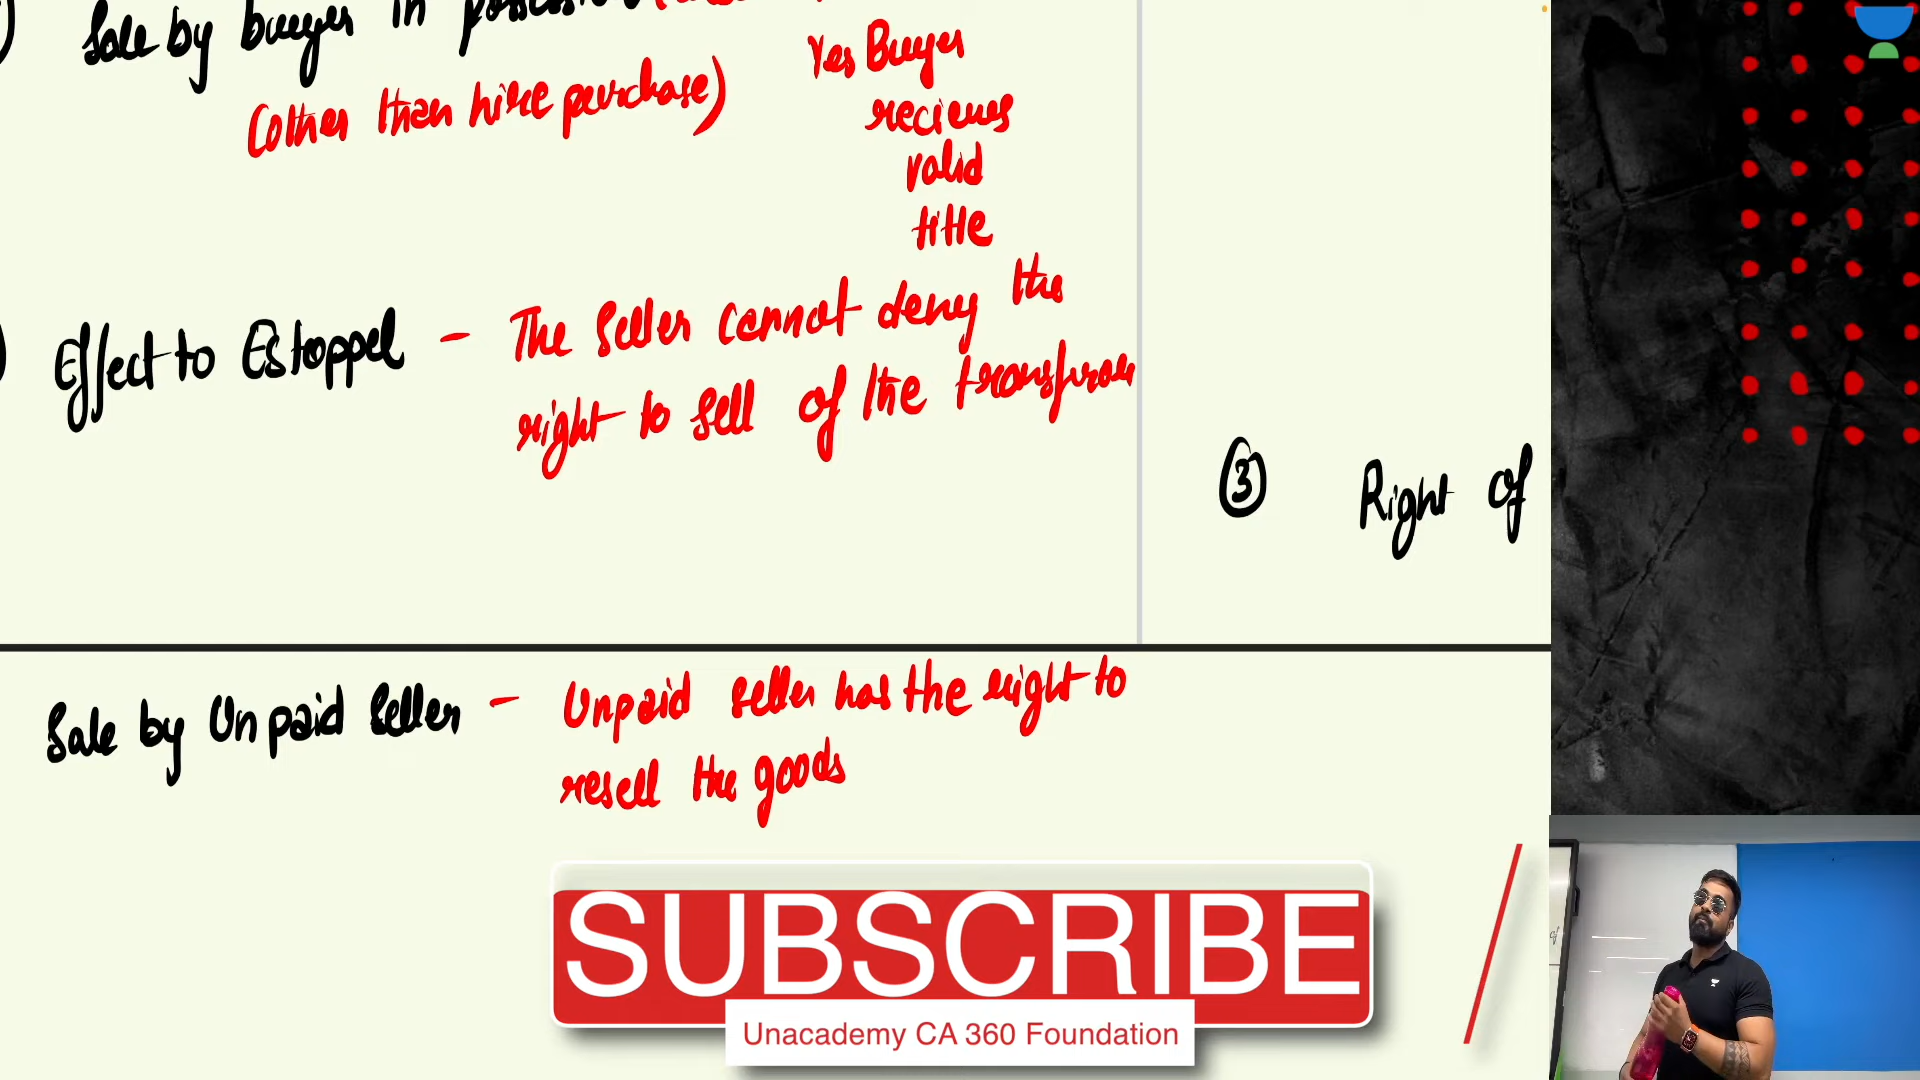 Sale by buyer in
(other than hire purchase)
Yes Buyer
recieves
valid
title
Effect to Estoppel - The Seller cannot deny the
right to sell of the
③ Right of
Sale by Unpaid Seller - Unpaid seller has the right to
resell the goods
SUBSCRIBE
Unacademy CA 360 Foundation